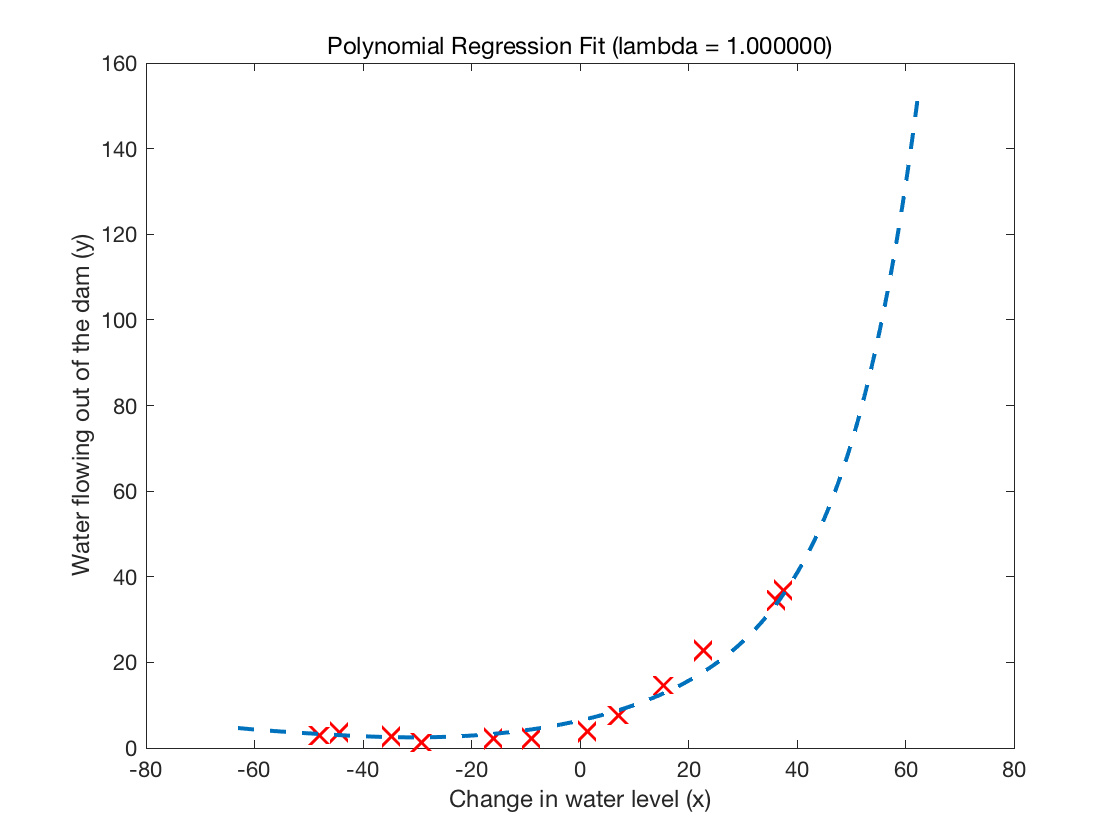 Polynomial Regression Fit (lambda = 1.000000)
160
140
120
100
80
60
40
20
0
Water flowing out of the dam (y)
-80 -60 -40 -20 0 20 40 60 80
Change in water level (x)